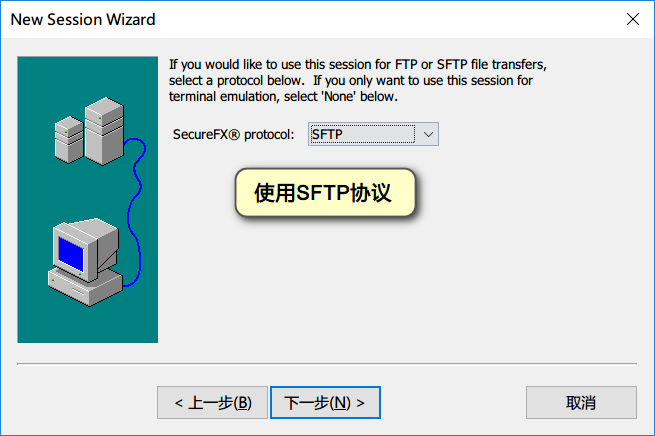 New Session Wizard
If you would like to use this session for FTP or SFTP file transfers,
select a protocol below.  If you only want to use this session for
terminal emulation, select 'None' below.
SecureFX® protocol: SFTP
使用SFTP协议
< 上一步(B) 下一步(N) > 取消